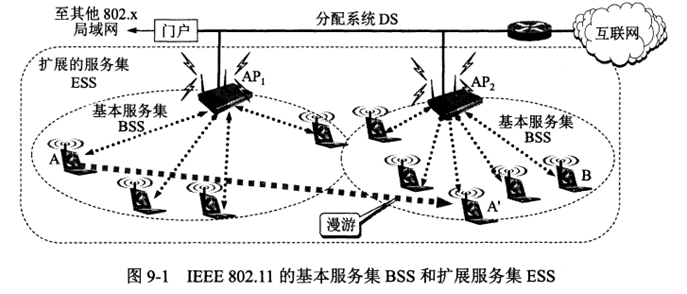 至其他 802.x
局域网
门户
分配系统 DS
互联网
扩展的服务集
ESS
AP₁
AP₂
基本服务集
BSS
基本服务集
BSS
A
B
A'
漫游
图 9-1 IEEE 802.11 的基本服务集 BSS 和扩展服务集 ESS